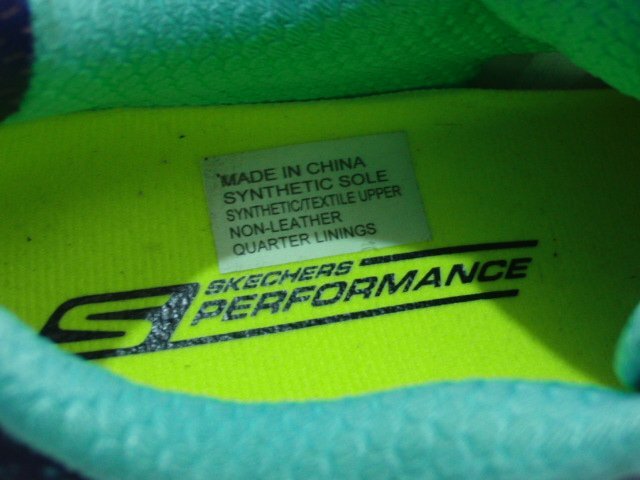 MADE IN CHINA
SYNTHETIC SOLE
SYNTHETIC/TEXTILE UPPER
NON-LEATHER
QUARTER LININGS
SKECHERS
PERFORMANCE